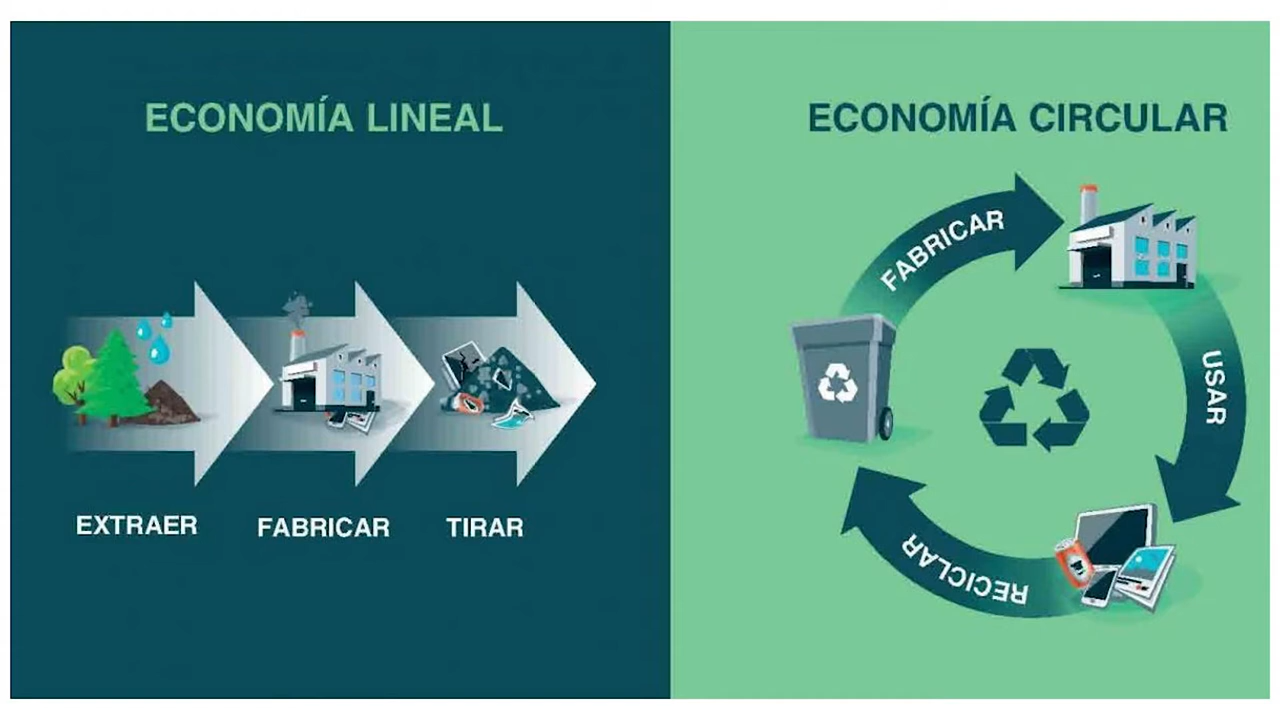 ECONOMÍA LINEAL
EXTRAER
FABRICAR
TIRAR
ECONOMÍA CIRCULAR
FABRICAR
USAR
RECICLAR